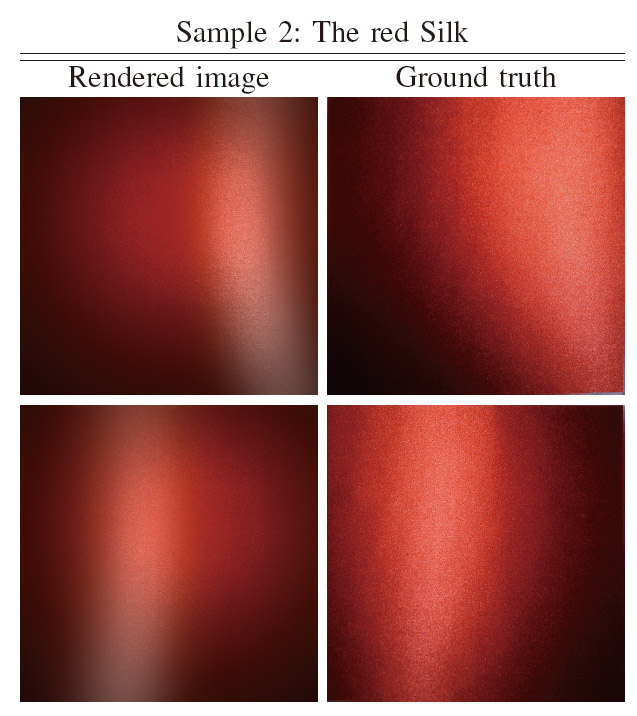 Sample 2: The red Silk
Rendered image
Ground truth